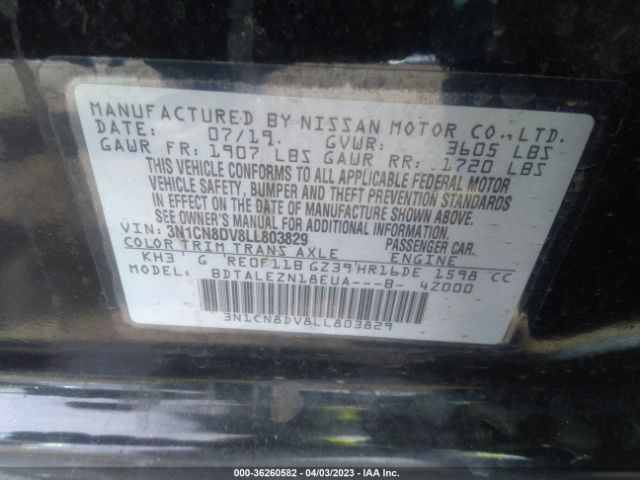 MANUFACTURED BY NISSAN MOTOR CO.,LTD.
DATE: 07/19. GVWR: 3605 LBS
GAWR FR: 1907 LBS GAWR RR: 1720 LBS
THIS VEHICLE CONFORMS TO ALL APPLICABLE FEDERAL MOTOR
VEHICLE SAFETY, BUMPER AND THEFT PREVENTION STANDARDS
IN EFFECT ON THE DATE OF MANUFACTURE SHOWN ABOVE.
SEE OWNER'S MANUAL FOR ADDITIONAL INFORMATION.
VIN: 3N1CN8DV8LL803829 PASSENGER CAR.
COLOR TRIM TRANS AXLE ENGINE
KH3 G RE0F11B GZ39 HR16DE 1598 CC
MODEL: BDTALEZN18EUA---B- 4Z000
3N1CN8DV8LL803829
000-36260582 - 04/03/2023 - IAA Inc.